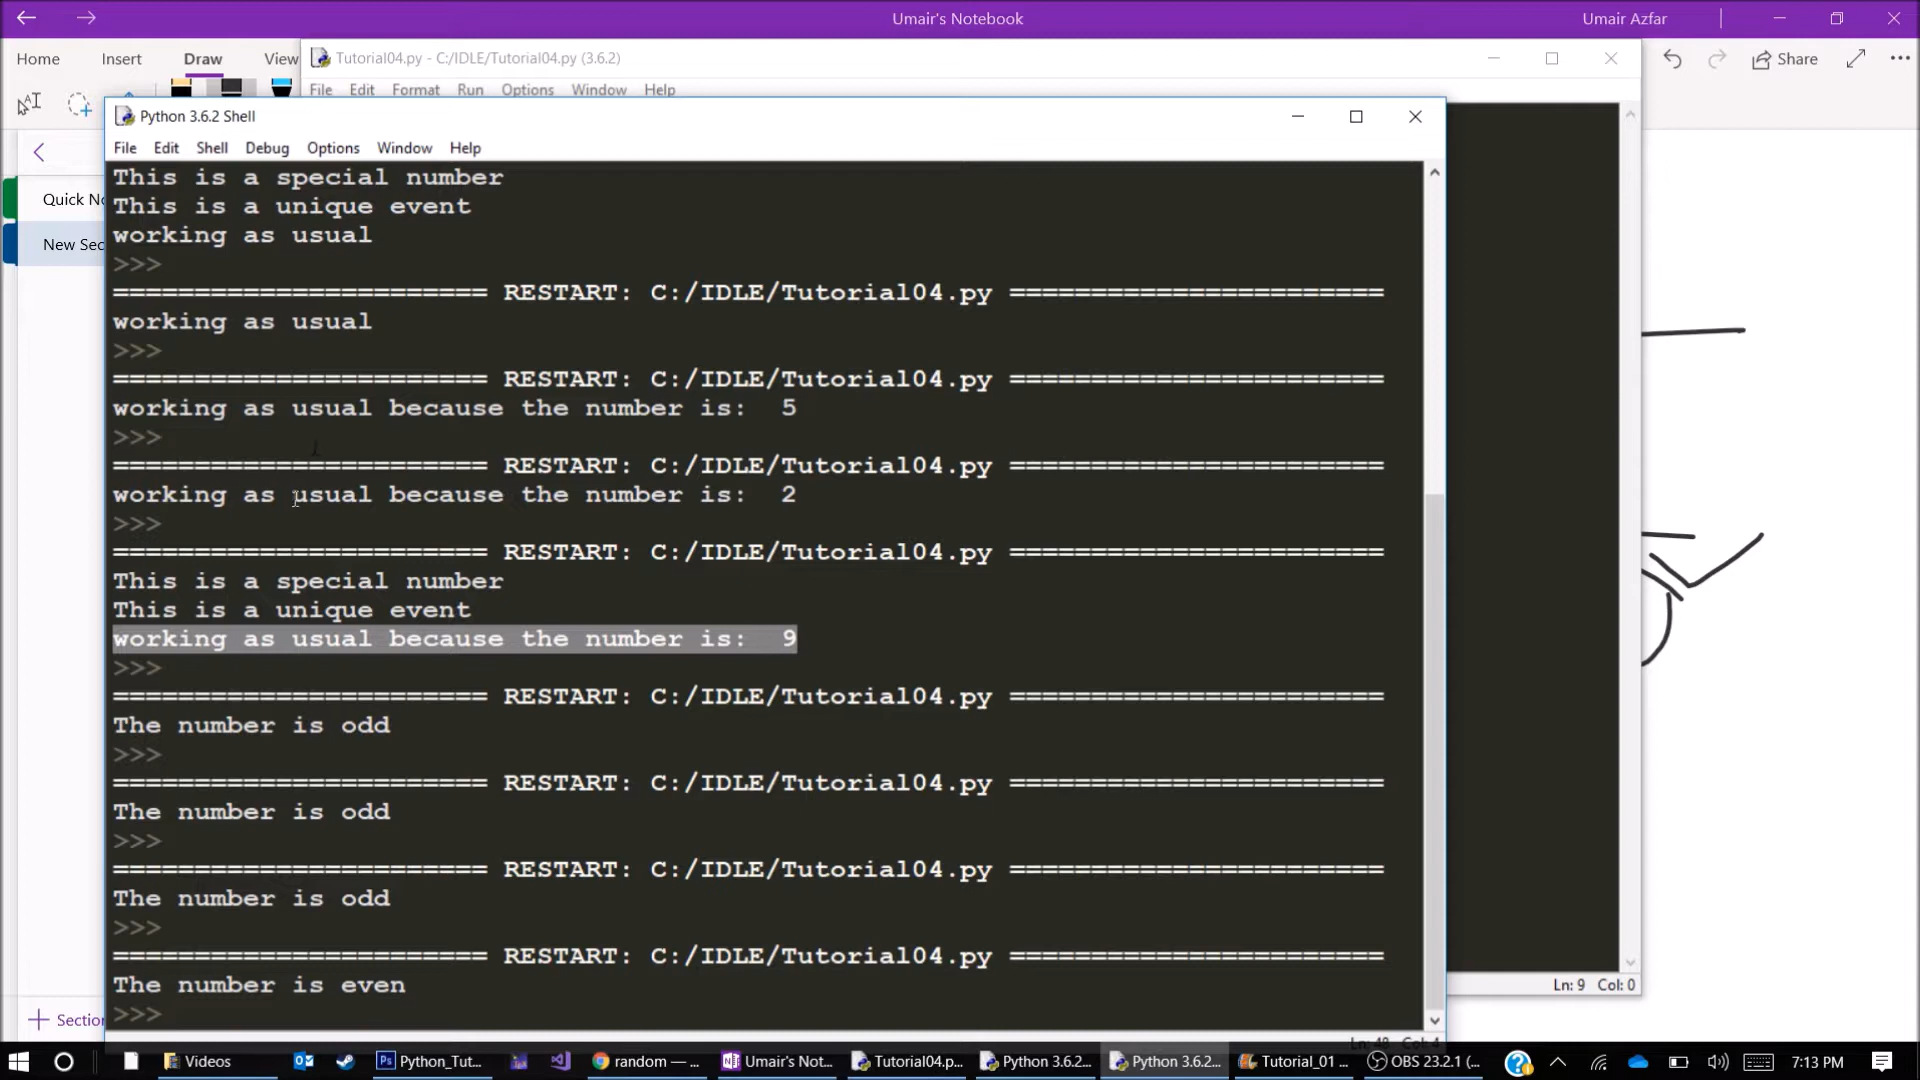 Umair's Notebook
Umair Azfar
Home Insert Draw View
Tutorial04.py - C:/IDLE/Tutorial04.py (3.6.2)
Share
File Edit Format Run Options Window Help
Python 3.6.2 Shell
File Edit Shell Debug Options Window Help
Quick No
New Sec
This is a special number
This is a unique event
working as usual
>>>
======================= RESTART: C:/IDLE/Tutorial04.py =======================
working as usual
>>>
======================= RESTART: C:/IDLE/Tutorial04.py =======================
working as usual because the number is:  5
>>>
======================= RESTART: C:/IDLE/Tutorial04.py =======================
working as usual because the number is:  2
>>>
======================= RESTART: C:/IDLE/Tutorial04.py =======================
This is a special number
This is a unique event
working as usual because the number is:  9
>>>
======================= RESTART: C:/IDLE/Tutorial04.py =======================
The number is odd
>>>
======================= RESTART: C:/IDLE/Tutorial04.py =======================
The number is odd
>>>
======================= RESTART: C:/IDLE/Tutorial04.py =======================
The number is odd
>>>
======================= RESTART: C:/IDLE/Tutorial04.py =======================
The number is even
>>>
Ln: 9 Col: 0
+ Section
Ln: 48 Col: 4
Videos
Python_Tut...
random — ...
Umair's Not...
Tutorial04.p...
Python 3.6.2...
Python 3.6.2...
Tutorial_01 ...
OBS 23.2.1 (...
7:13 PM